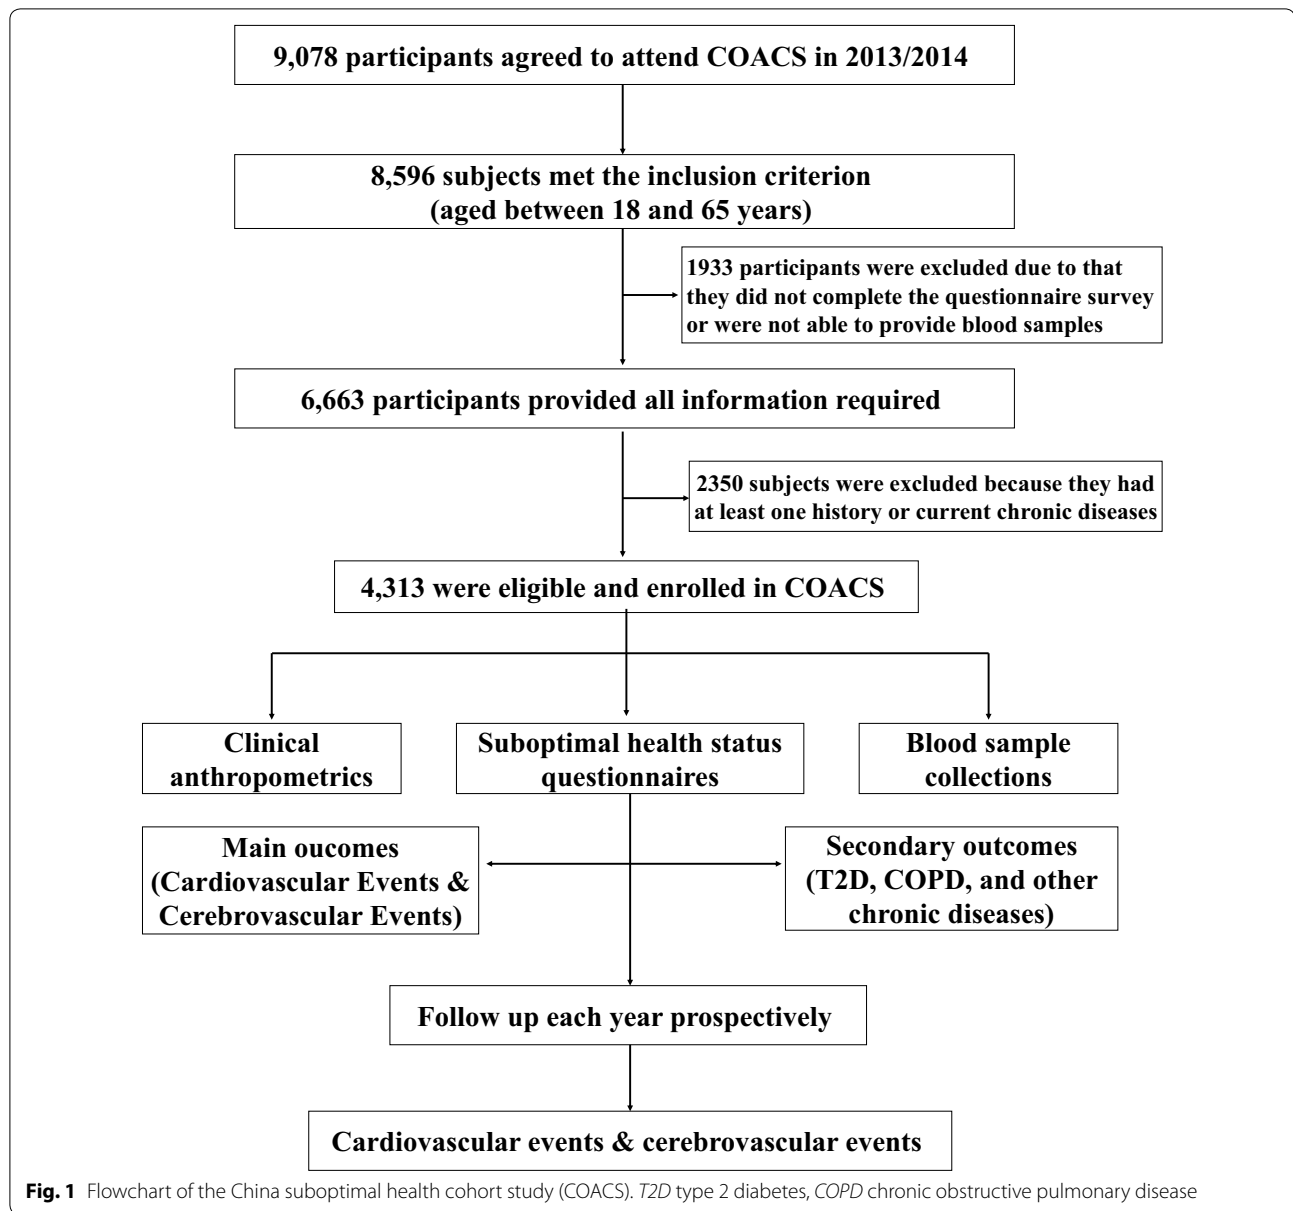 9,078 participants agreed to attend COACS in 2013/2014
8,596 subjects met the inclusion criterion
(aged between 18 and 65 years)
1933 participants were excluded due to that
they did not complete the questionnaire survey
or were not able to provide blood samples
6,663 participants provided all information required
2350 subjects were excluded because they had
at least one history or current chronic diseases
4,313 were eligible and enrolled in COACS
Clinical
anthropometrics
Suboptimal health status
questionnaires
Blood sample
collections
Main oucomes
(Cardiovascular Events &
Cerebrovascular Events)
Secondary outcomes
(T2D, COPD, and other
chronic diseases)
Follow up each year prospectively
Cardiovascular events & cerebrovascular events
Fig. 1 Flowchart of the China suboptimal health cohort study (COACS). T2D type 2 diabetes, COPD chronic obstructive pulmonary disease